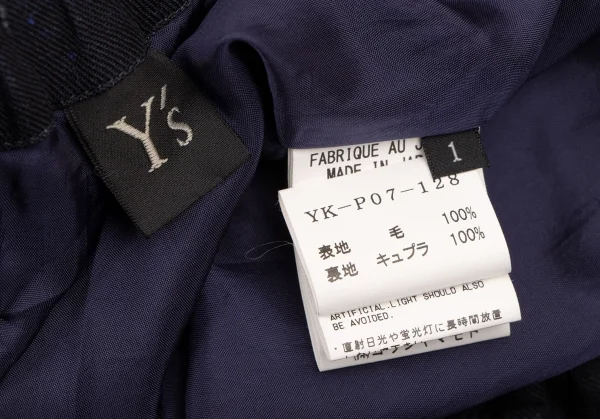 Y's
1
FABRIQUE AU
MADE IN
YK-P07-128
表地 毛 100%
裏地 キュプラ 100%
ARTIFICIAL LIGHT SHOULD ALSO
BE AVOIDED.
・直射日光や蛍光灯に長時間放置